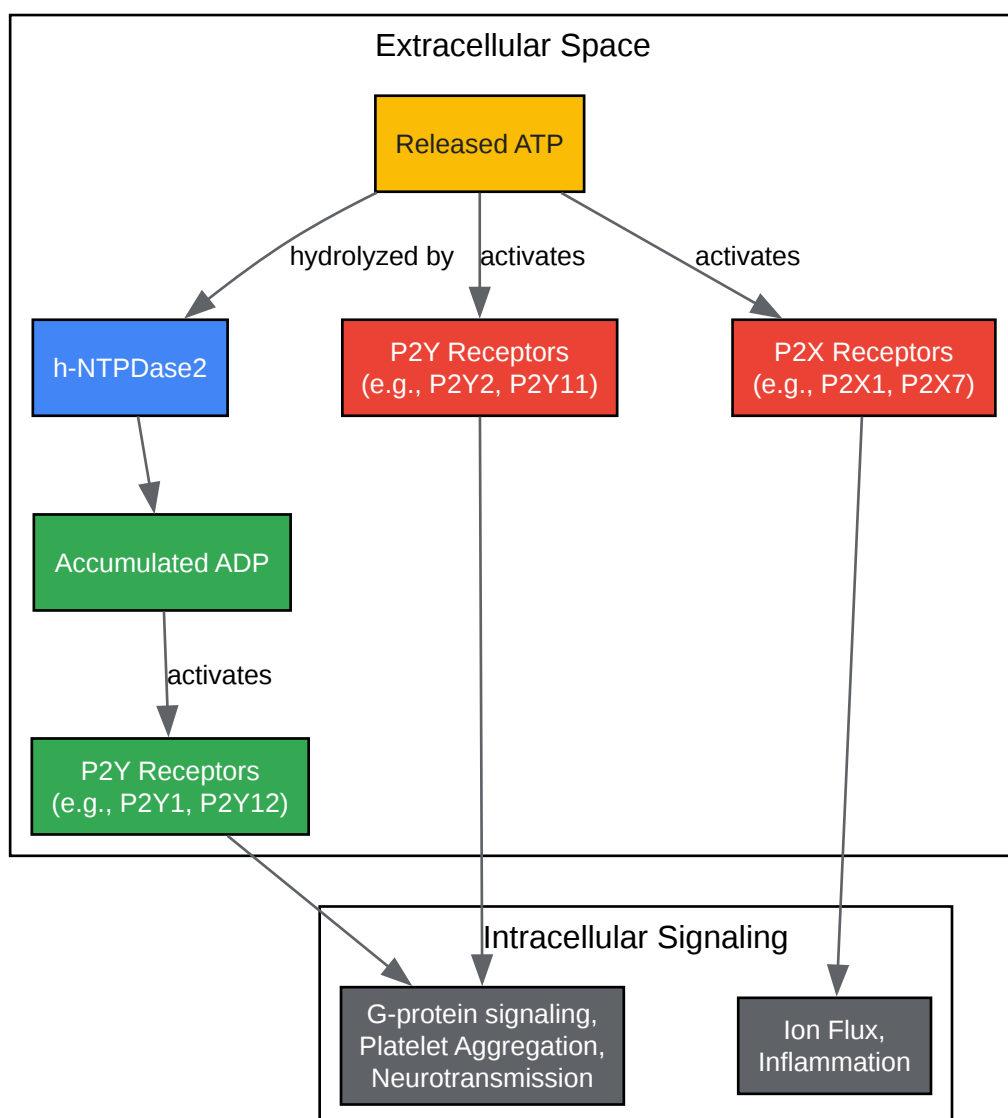 Extracellular Space
Released ATP
hydrolyzed by
activates
activates
h-NTPDase2
P2Y Receptors
(e.g., P2Y2, P2Y11)
P2X Receptors
(e.g., P2X1, P2X7)
Accumulated ADP
activates
P2Y Receptors
(e.g., P2Y1, P2Y12)
Intracellular Signaling
G-protein signaling,
Platelet Aggregation,
Neurotransmission
Ion Flux,
Inflammation